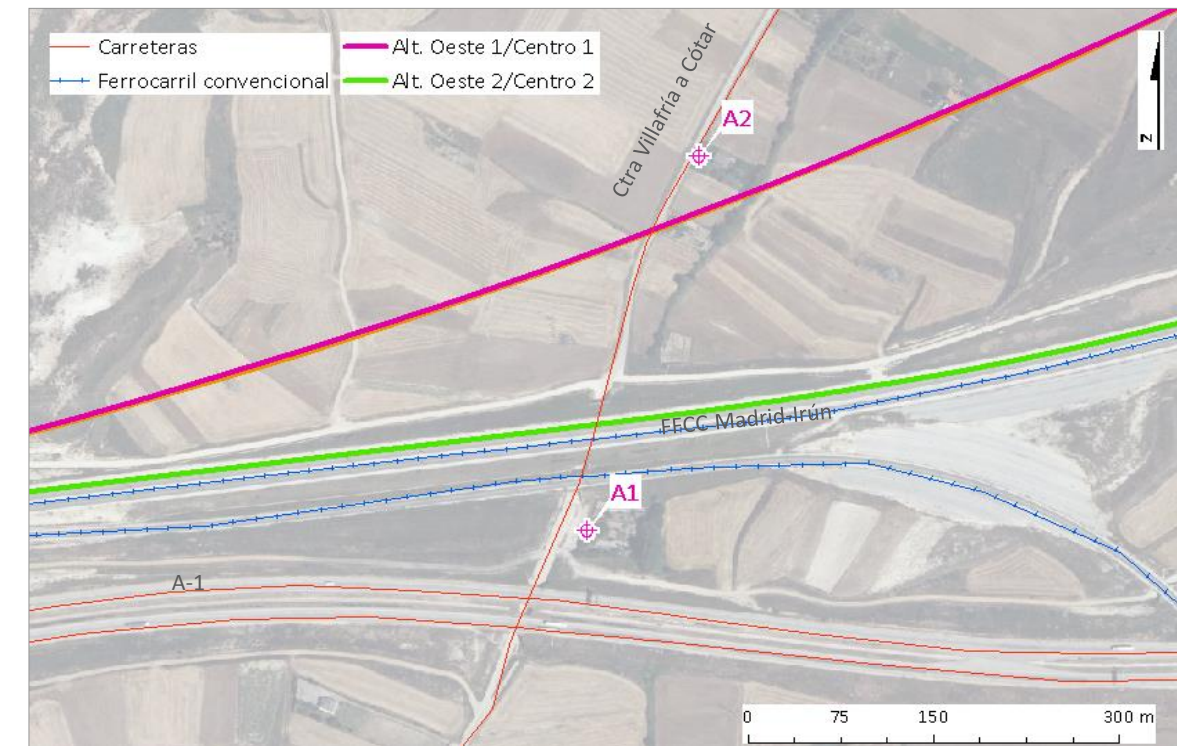 Carreteras
Ferrocarril convencional
Alt. Oeste 1/Centro 1
Alt. Oeste 2/Centro 2
Ctra Villafría a Cótar
A2
N
FFCC Madrid-Irún
A1
A-1
0 75 150 300 m